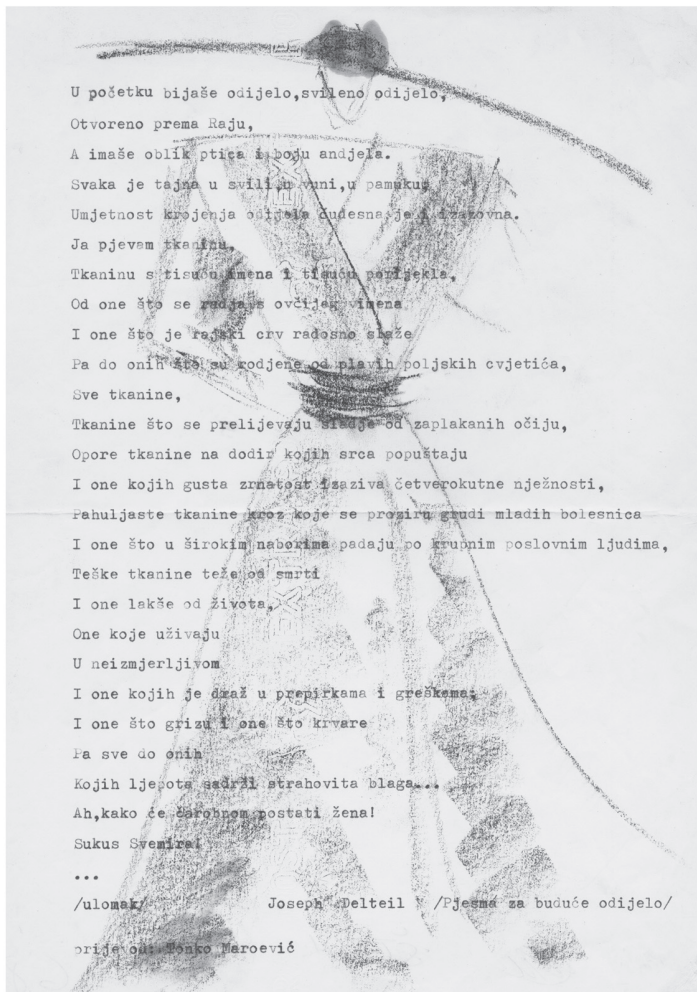 U početku bijaše odijelo,svileno odijelo,
Otvoreno prema Raju,
A imaše oblik ptica i boju andjela.
Svaka je tajna u svili,u vuni,u pamuku;
Umjetnost krojenja odijela čudesna je i izazovna.
Ja pjevam tkaninu,
Tkaninu s tisuću imena i tisuću porijekla,
Od one što se radja s ovčijeg vimena
I one što je rajski crv radosno slaže
Pa do onih što su rodjene od plavih poljskih cvjetića,
Sve tkanine,
Tkanine što se prelijevaju sladje od zaplakanih očiju,
Opore tkanine na dodir kojih srca popuštaju
I one kojih gusta zrnatost izaziva četverokutne nježnosti,
Pahuljaste tkanine kroz koje se proziru grudi mladih bolesnica
I one što u širokim naborima padaju po krupnim poslovnim ljudima,
Teške tkanine teže od smrti
I one lakše od života,
One koje uživaju
U neizmjerljivom
I one kojih je draž u prepirkama i greškama;
I one što grizu i one što krvare
Pa sve do onih
Kojih ljepota sadrži strahovita blaga...
Ah,kako će čarobnom postati žena!
Sukus Svemira!
...
/ulomak/ Joseph Delteil /Pjesma za buduće odijelo/
prijevod: Tonko Maroević